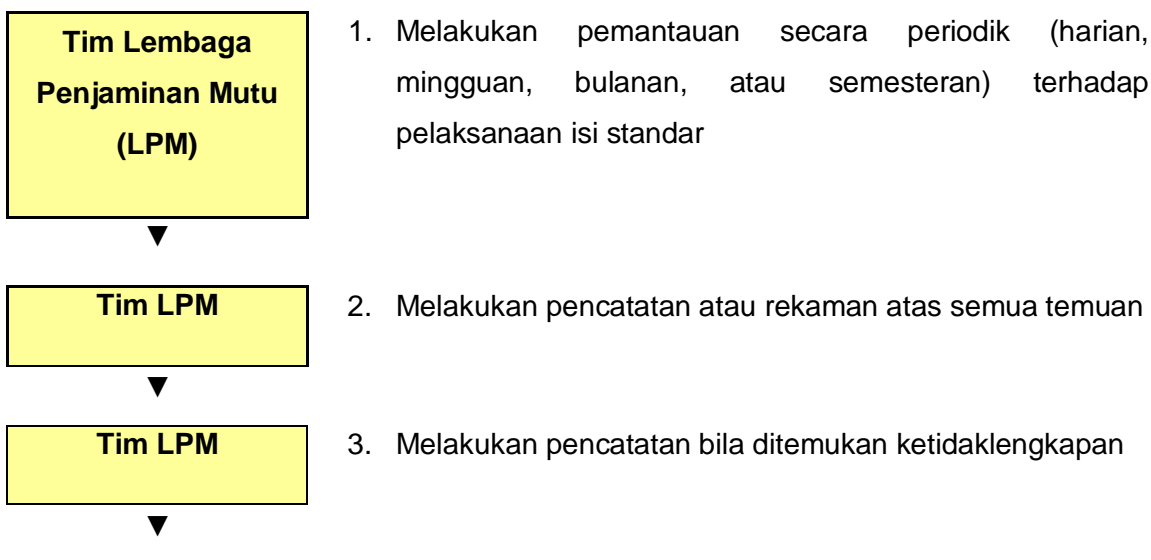 Tim Lembaga
Penjaminan Mutu
(LPM)
1. Melakukan pemantauan secara periodik (harian,
mingguan, bulanan, atau semesteran) terhadap
pelaksanaan isi standar
▼
Tim LPM
2. Melakukan pencatatan atau rekaman atas semua temuan
▼
Tim LPM
3. Melakukan pencatatan bila ditemukan ketidaklengkapan
▼